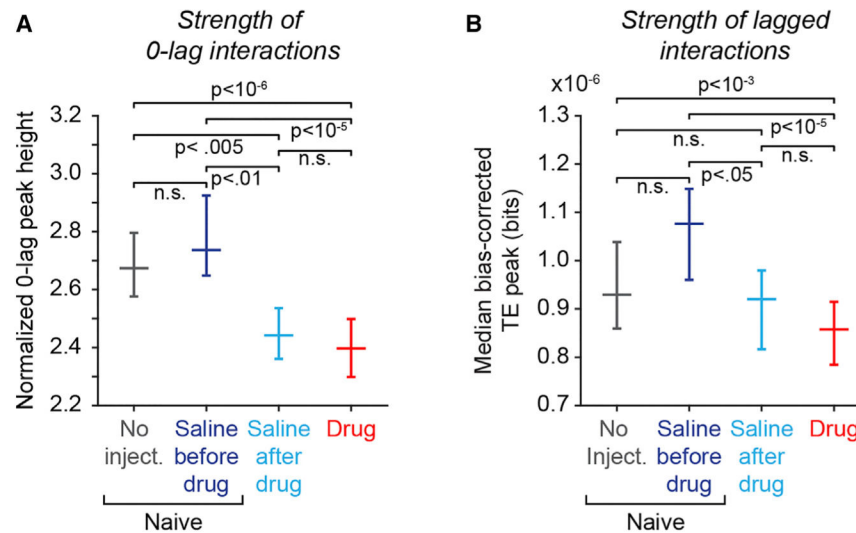 A
Strength of
0-lag interactions
p<10-6
p<10-5
p< .005
n.s.
p<.01
n.s.
Normalized 0-lag peak height
3.2
3.0
2.8
2.6
2.4
2.2
No
inject.
Saline
before
drug
Saline
after
drug
Drug
Naive
B
Strength of lagged
interactions
x10-6
p<10-3
p<10-5
n.s.
n.s.
p<.05
n.s.
Median bias-corrected
TE peak (bits)
1.3
1.3
1.1
1.0
0.9
0.8
0.7
No
Inject.
Saline
before
drug
Saline
after
drug
Drug
Naive